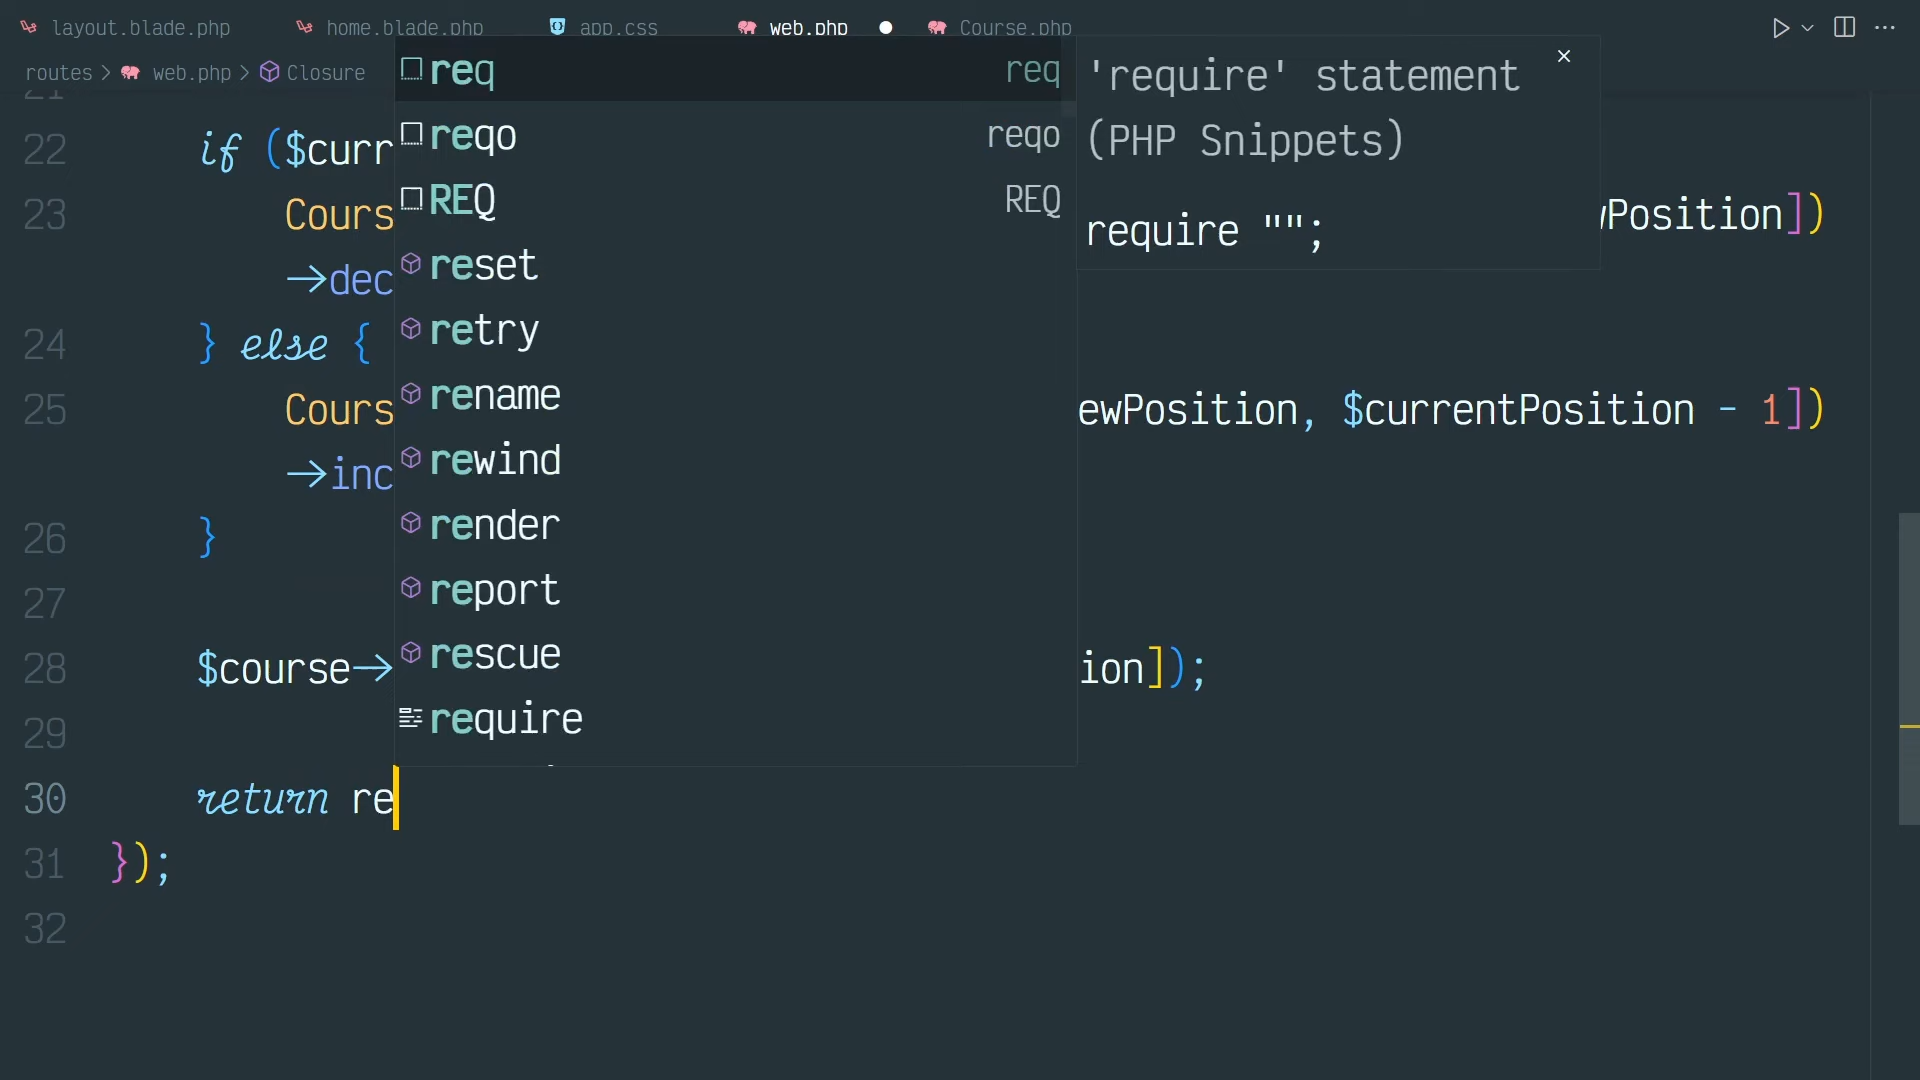 layout.blade.php home.blade.php app.css web.php Course.php
routes > web.php > Closure
21
22 if ($curr
23 Cours Position])
→dec
24 } else {
25 Cours ewPosition, $currentPosition - 1])
→inc
26 }
27
28 $course→ ion]);
29
30 return re
31 });
32
req req
reqo reqo
REQ REQ
reset
retry
rename
rewind
render
report
rescue
require
'require' statement
(PHP Snippets)
require "";